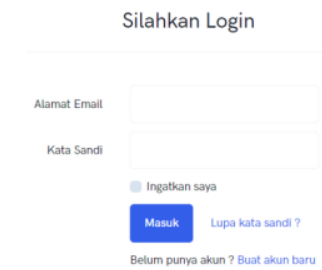 Silahkan Login
Alamat Email
Kata Sandi
Ingatkan saya
Masuk Lupa kata sandi ?
Belum punya akun ? Buat akun baru